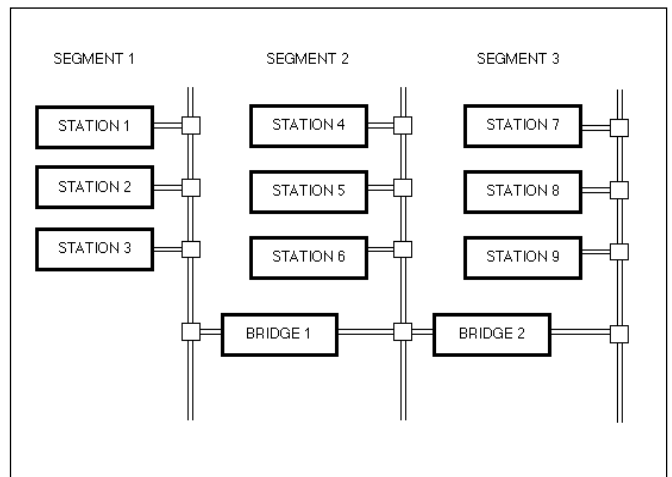 SEGMENT 1 SEGMENT 2 SEGMENT 3
STATION 1 STATION 4 STATION 7
STATION 2 STATION 5 STATION 8
STATION 3 STATION 6 STATION 9
BRIDGE 1 BRIDGE 2